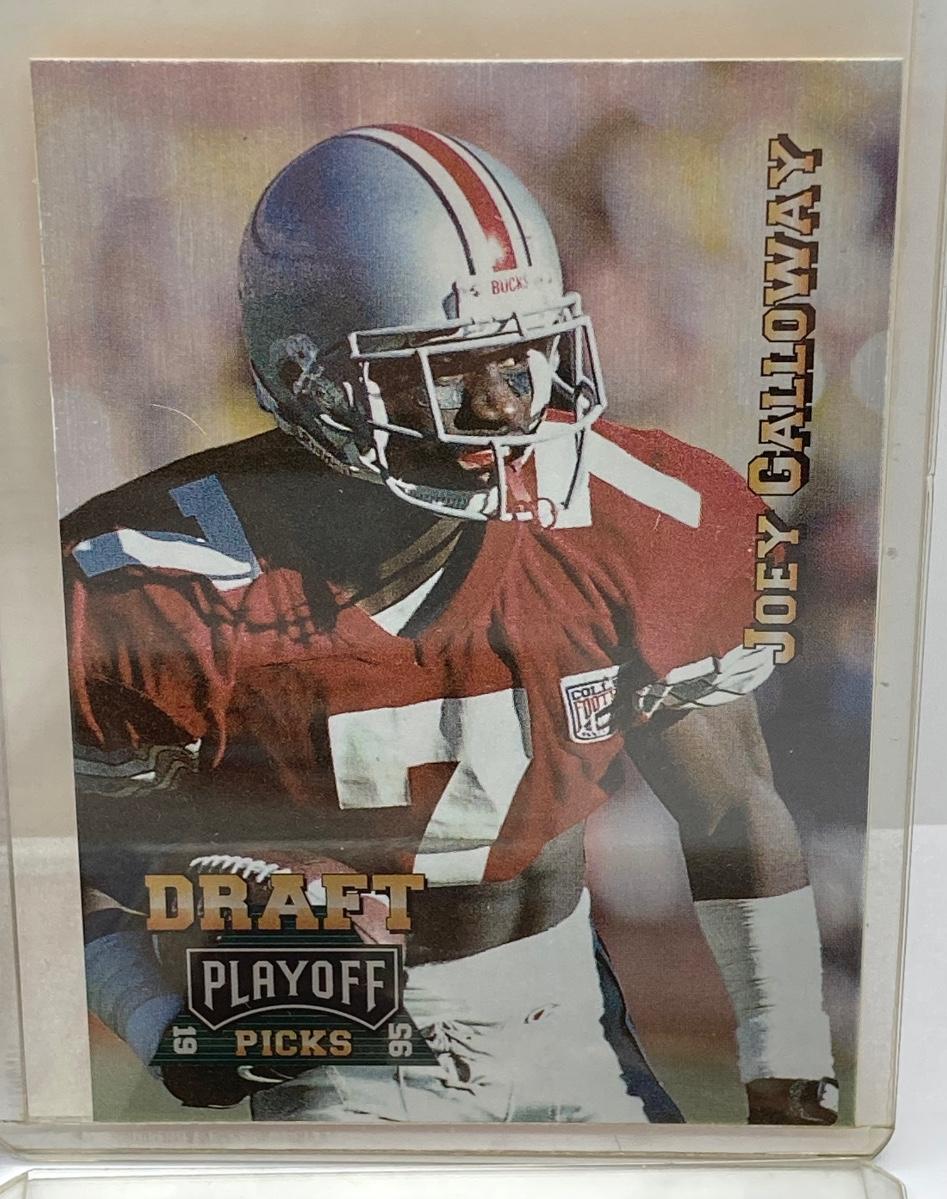 BUCKS
JOEY GALLOWAY
7
DRAFT
PLAYOFF
19 PICKS 95